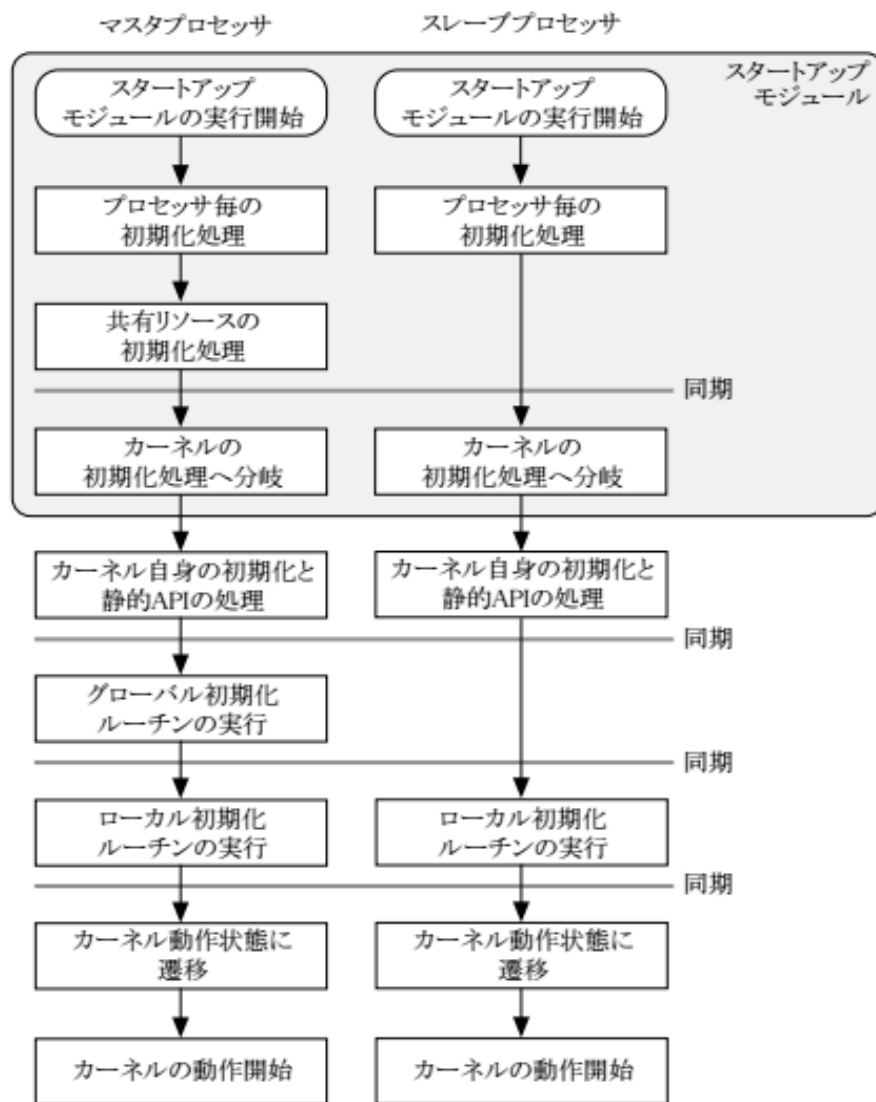 マスタプロセッサ
スレーブプロセッサ
スタートアップ
モジュール
スタートアップ
モジュールの実行開始
スタートアップ
モジュールの実行開始
プロセッサ毎の
初期化処理
プロセッサ毎の
初期化処理
共有リソースの
初期化処理
同期
カーネルの
初期化処理へ分岐
カーネルの
初期化処理へ分岐
カーネル自身の初期化と
静的APIの処理
カーネル自身の初期化と
静的APIの処理
同期
グローバル初期化
ルーチンの実行
同期
ローカル初期化
ルーチンの実行
ローカル初期化
ルーチンの実行
同期
カーネル動作状態に
遷移
カーネル動作状態に
遷移
カーネルの動作開始
カーネルの動作開始